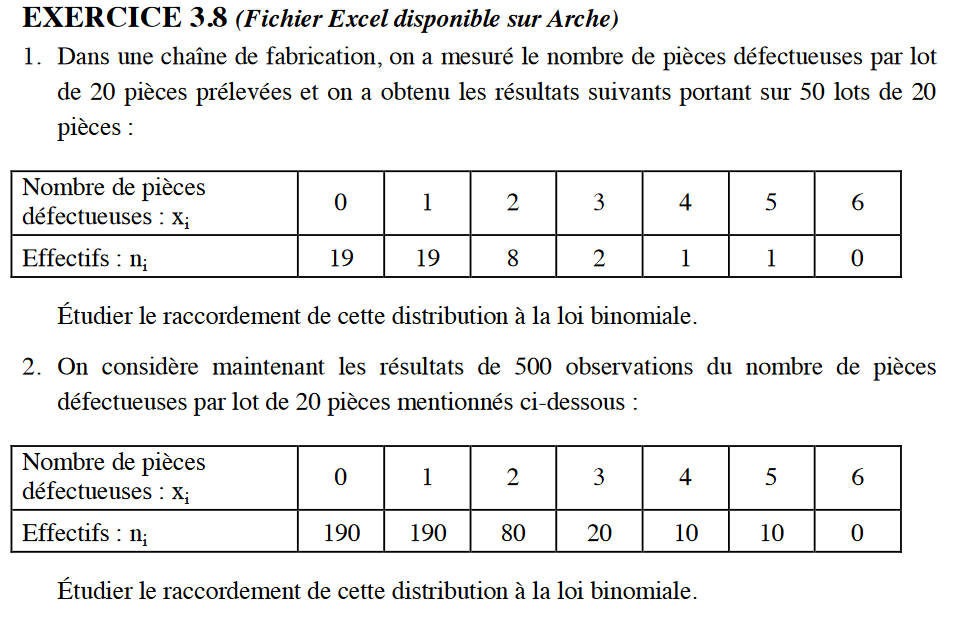 EXERCICE 3.8 (Fichier Excel disponible sur Arche)
1. Dans une chaîne de fabrication, on a mesuré le nombre de pièces défectueuses par lot
de 20 pièces prélevées et on a obtenu les résultats suivants portant sur 50 lots de 20
pièces :
Nombre de pièces
défectueuses : xi 0 1 2 3 4 5 6
Effectifs : ni 19 19 8 2 1 1 0
Étudier le raccordement de cette distribution à la loi binomiale.
2. On considère maintenant les résultats de 500 observations du nombre de pièces
défectueuses par lot de 20 pièces mentionnés ci-dessous :
Nombre de pièces
défectueuses : xi 0 1 2 3 4 5 6
Effectifs : ni 190 190 80 20 10 10 0
Étudier le raccordement de cette distribution à la loi binomiale.